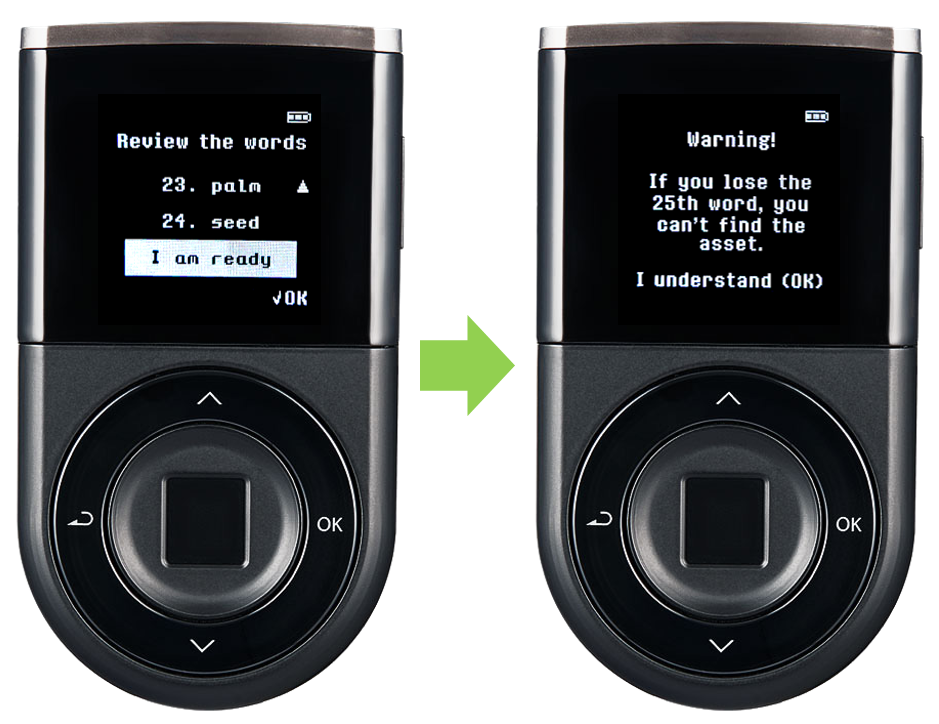 Review the words
23. palm
24. seed
I am ready
√OK
OK
Warning!
If you lose the
25th word, you
can't find the
asset.
I understand (OK)
OK